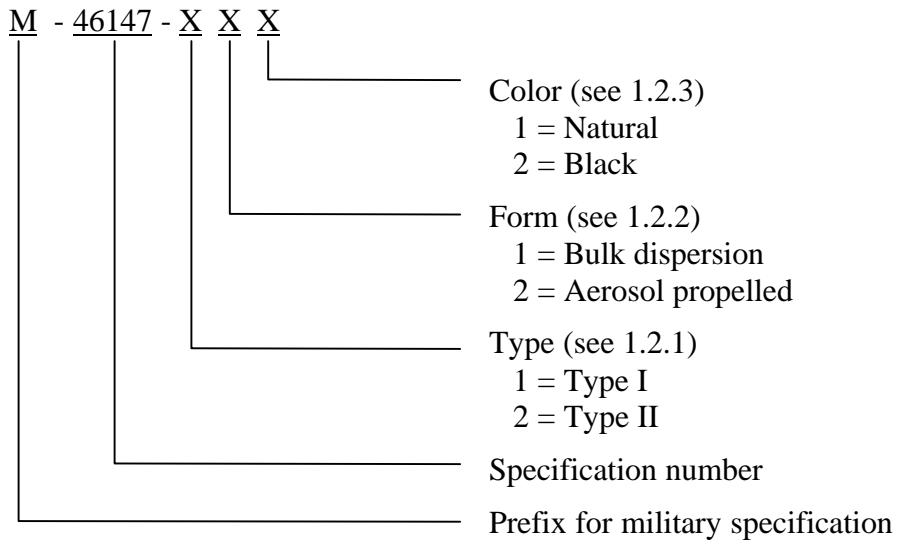 M - 46147 - X X X
Color (see 1.2.3)
1 = Natural
2 = Black
Form (see 1.2.2)
1 = Bulk dispersion
2 = Aerosol propelled
Type (see 1.2.1)
1 = Type I
2 = Type II
Specification number
Prefix for military specification